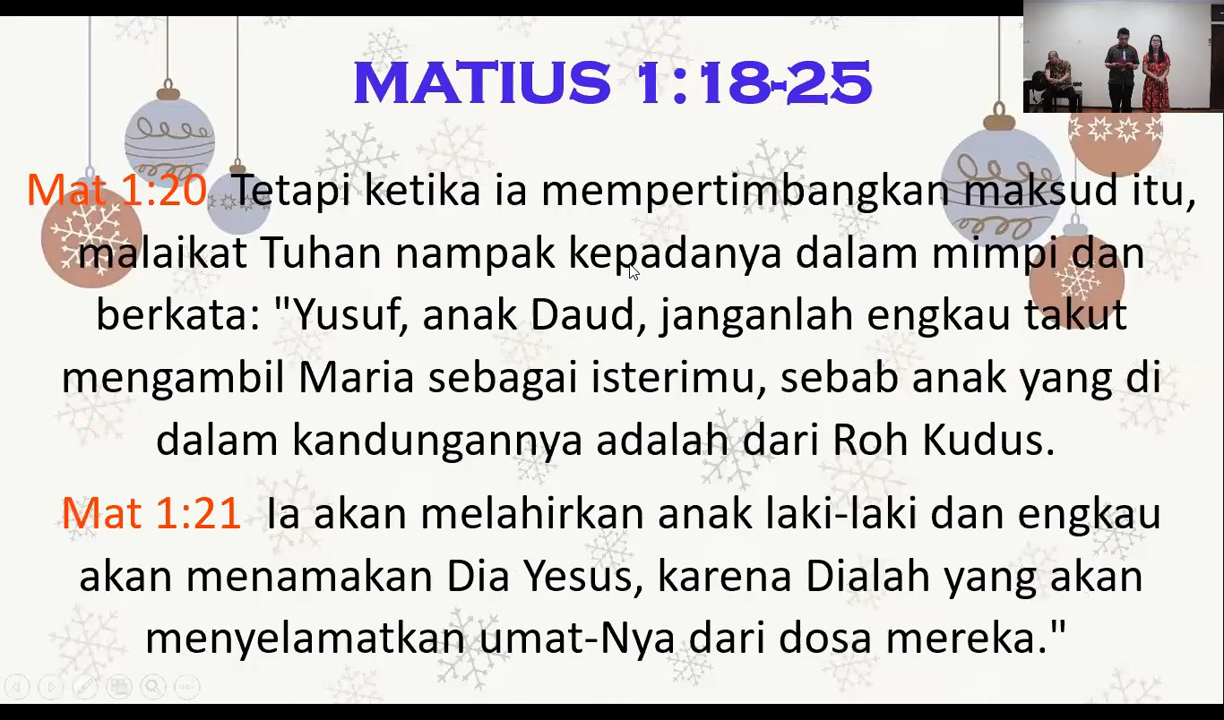 MATIUS 1:18-25
Mat 1:20 Tetapi ketika ia mempertimbangkan maksud itu,
malaikat Tuhan nampak kepadanya dalam mimpi dan
berkata: "Yusuf, anak Daud, janganlah engkau takut
mengambil Maria sebagai isterimu, sebab anak yang di
dalam kandungannya adalah dari Roh Kudus.
Mat 1:21 Ia akan melahirkan anak laki-laki dan engkau
akan menamakan Dia Yesus, karena Dialah yang akan
menyelamatkan umat-Nya dari dosa mereka."